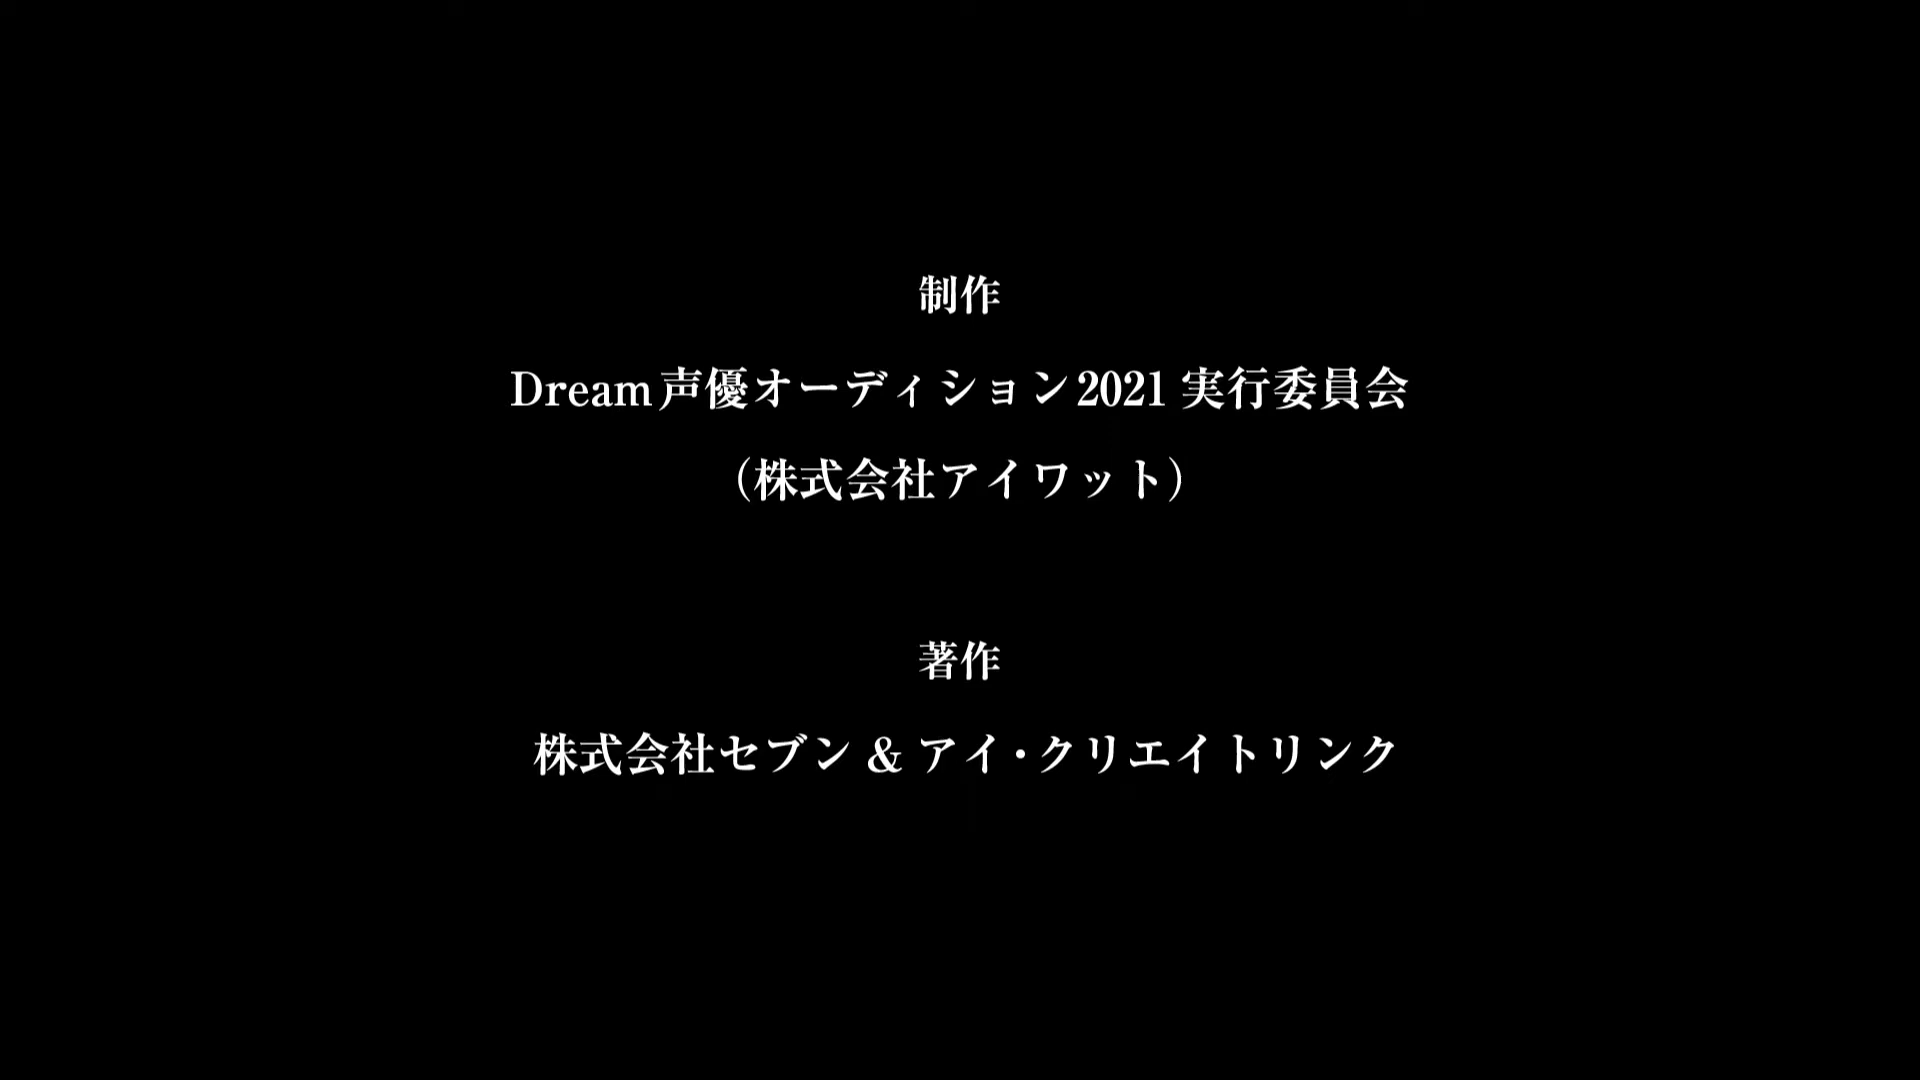 制作
Dream声優オーディション2021 実行委員会
（株式会社アイワット）
著作
株式会社セブン & アイ・クリエイトリンク